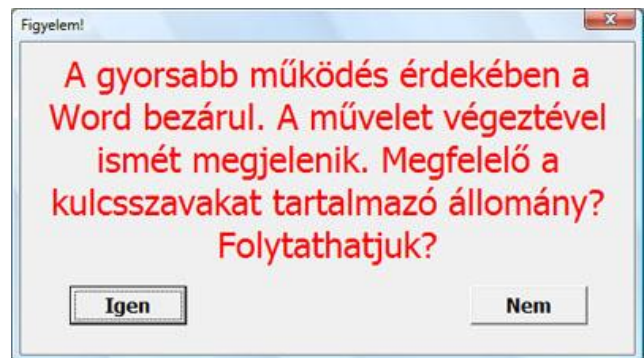 Figyelem!
A gyorsabb működés érdekében a
Word bezárul. A művelet végeztével
ismét megjelenik. Megfelelő a
kulcsszavakat tartalmazó állomány?
Folytathatjuk?
Igen
Nem